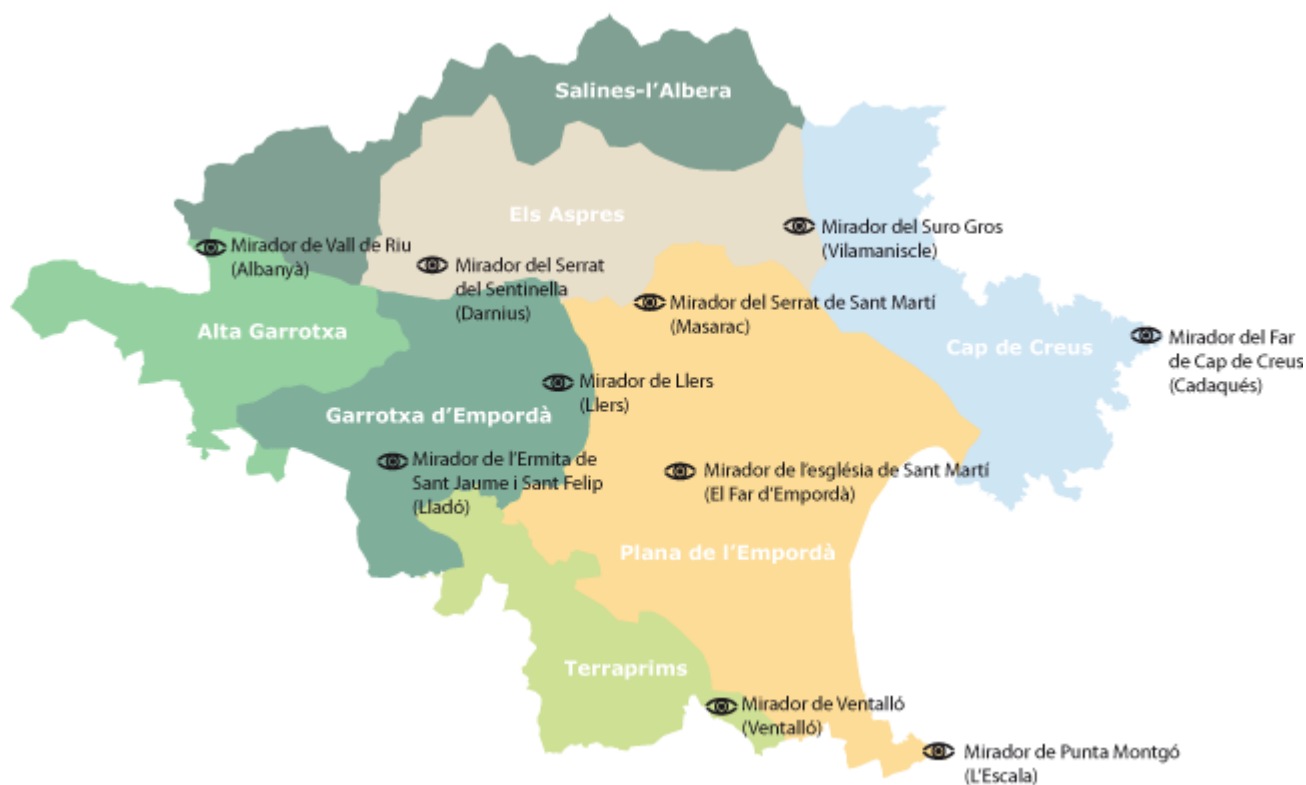 Salines-l'Albera
Els Aspres
Mirador del Suro Gros
(Vilamaniscle)
Mirador de Vall de Riu
(Albanyà)
Mirador del Serrat
del Sentinella
(Darnius)
Mirador del Serrat de Sant Martí
(Masarac)
Alta Garrotxa
Cap de Creus
Mirador del Far
de Cap de Creus
(Cadaqués)
Mirador de Llers
(Llers)
Garrotxa d'Empordà
Mirador de l'Ermita de
Sant Jaume i Sant Felip
(Lladó)
Mirador de l'església de Sant Martí
(El Far d'Empordà)
Plana de l'Empordà
Terraprims
Mirador de Ventalló
(Ventalló)
Mirador de Punta Montgó
(L'Escala)